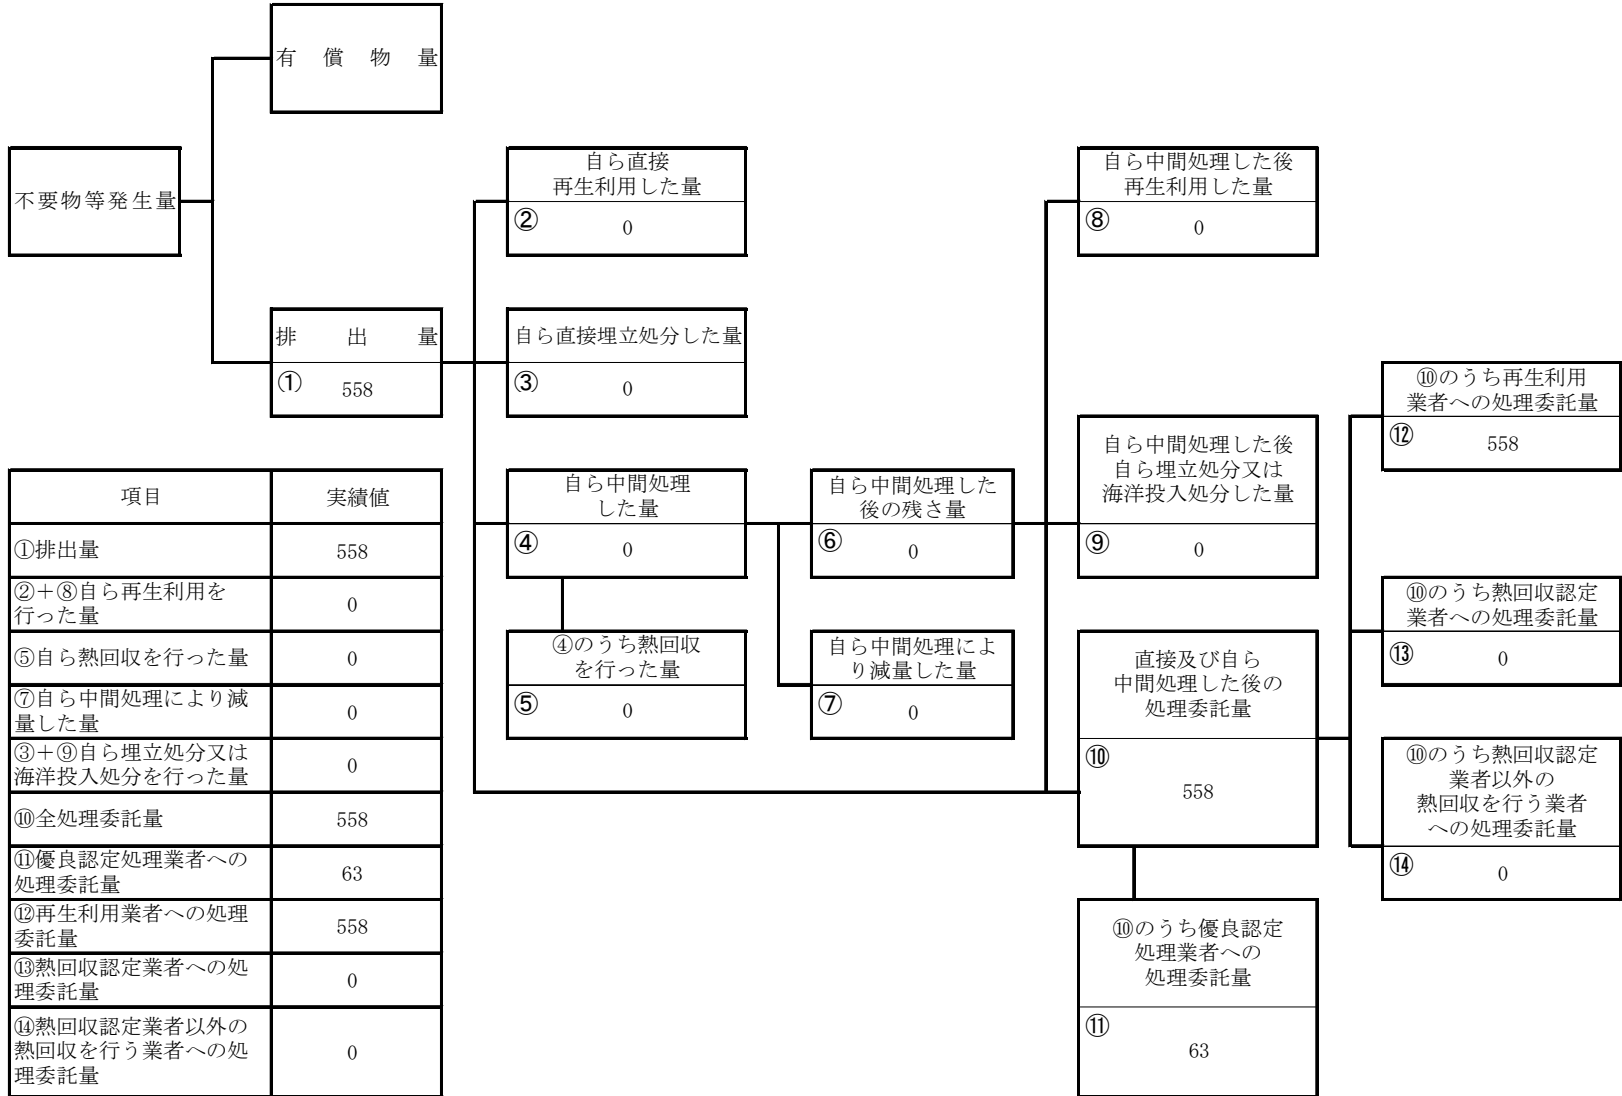 有償物量
不要物等発生量
排出量
① 558
自ら直接
再生利用した量
② 0
自ら直接埋立処分した量
③ 0
自ら中間処理
した量
④ 0
④のうち熱回収
を行った量
⑤ 0
自ら中間処理した
後の残さ量
⑥ 0
自ら中間処理によ
り減量した量
⑦ 0
自ら中間処理した後
再生利用した量
⑧ 0
自ら中間処理した後
自ら埋立処分又は
海洋投入処分した量
⑨ 0
直接及び自ら
中間処理した後の
処理委託量
⑩
558
⑩のうち優良認定
処理業者への
処理委託量
⑪
63
⑩のうち再生利用
業者への処理委託量
⑫ 558
⑩のうち熱回収認定
業者への処理委託量
⑬ 0
⑩のうち熱回収認定
業者以外の
熱回収を行う業者
への処理委託量
⑭ 0
項目 実績値
①排出量 558
②＋⑧自ら再生利用を
行った量 0
⑤自ら熱回収を行った量 0
⑦自ら中間処理により減
量した量 0
③＋⑨自ら埋立処分又は
海洋投入処分を行った量 0
⑩全処理委託量 558
⑪優良認定処理業者への
処理委託量 63
⑫再生利用業者への処理
委託量 558
⑬熱回収認定業者への処
理委託量 0
⑭熱回収認定業者以外の
熱回収を行う業者への処
理委託量 0